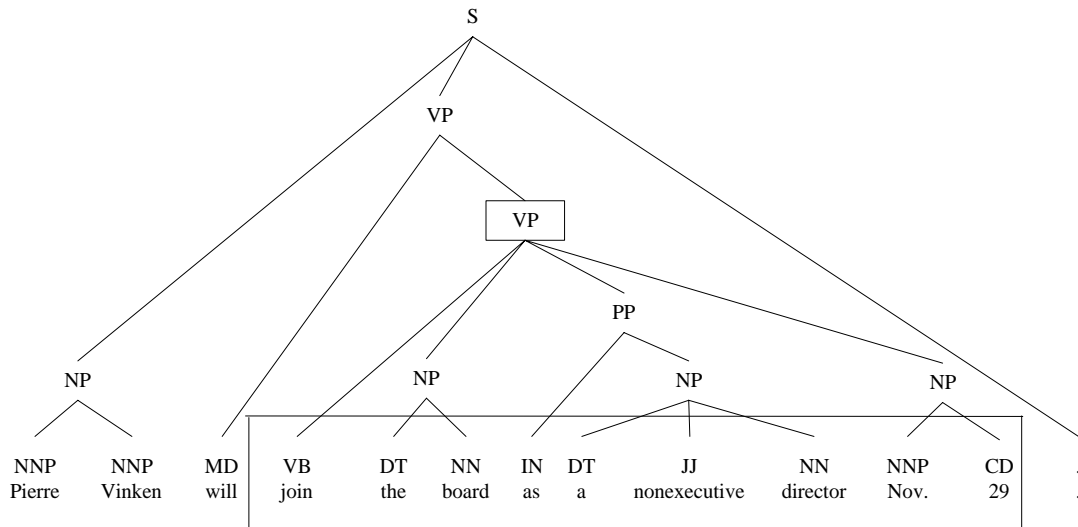 S
VP
VP
PP
NP NP NP NP
NNP NNP MD VB DT NN IN DT JJ NN NNP CD .
Pierre Vinken will join the board as a nonexecutive director Nov. 29 .